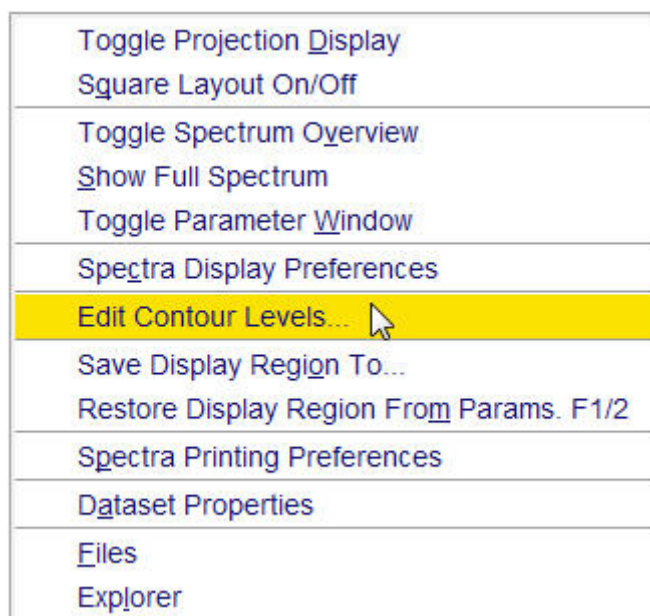 Toggle Projection Display
Square Layout On/Off
Toggle Spectrum Overview
Show Full Spectrum
Toggle Parameter Window
Spectra Display Preferences
Edit Contour Levels...
Save Display Region To...
Restore Display Region From Params. F1/2
Spectra Printing Preferences
Dataset Properties
Files
Explorer